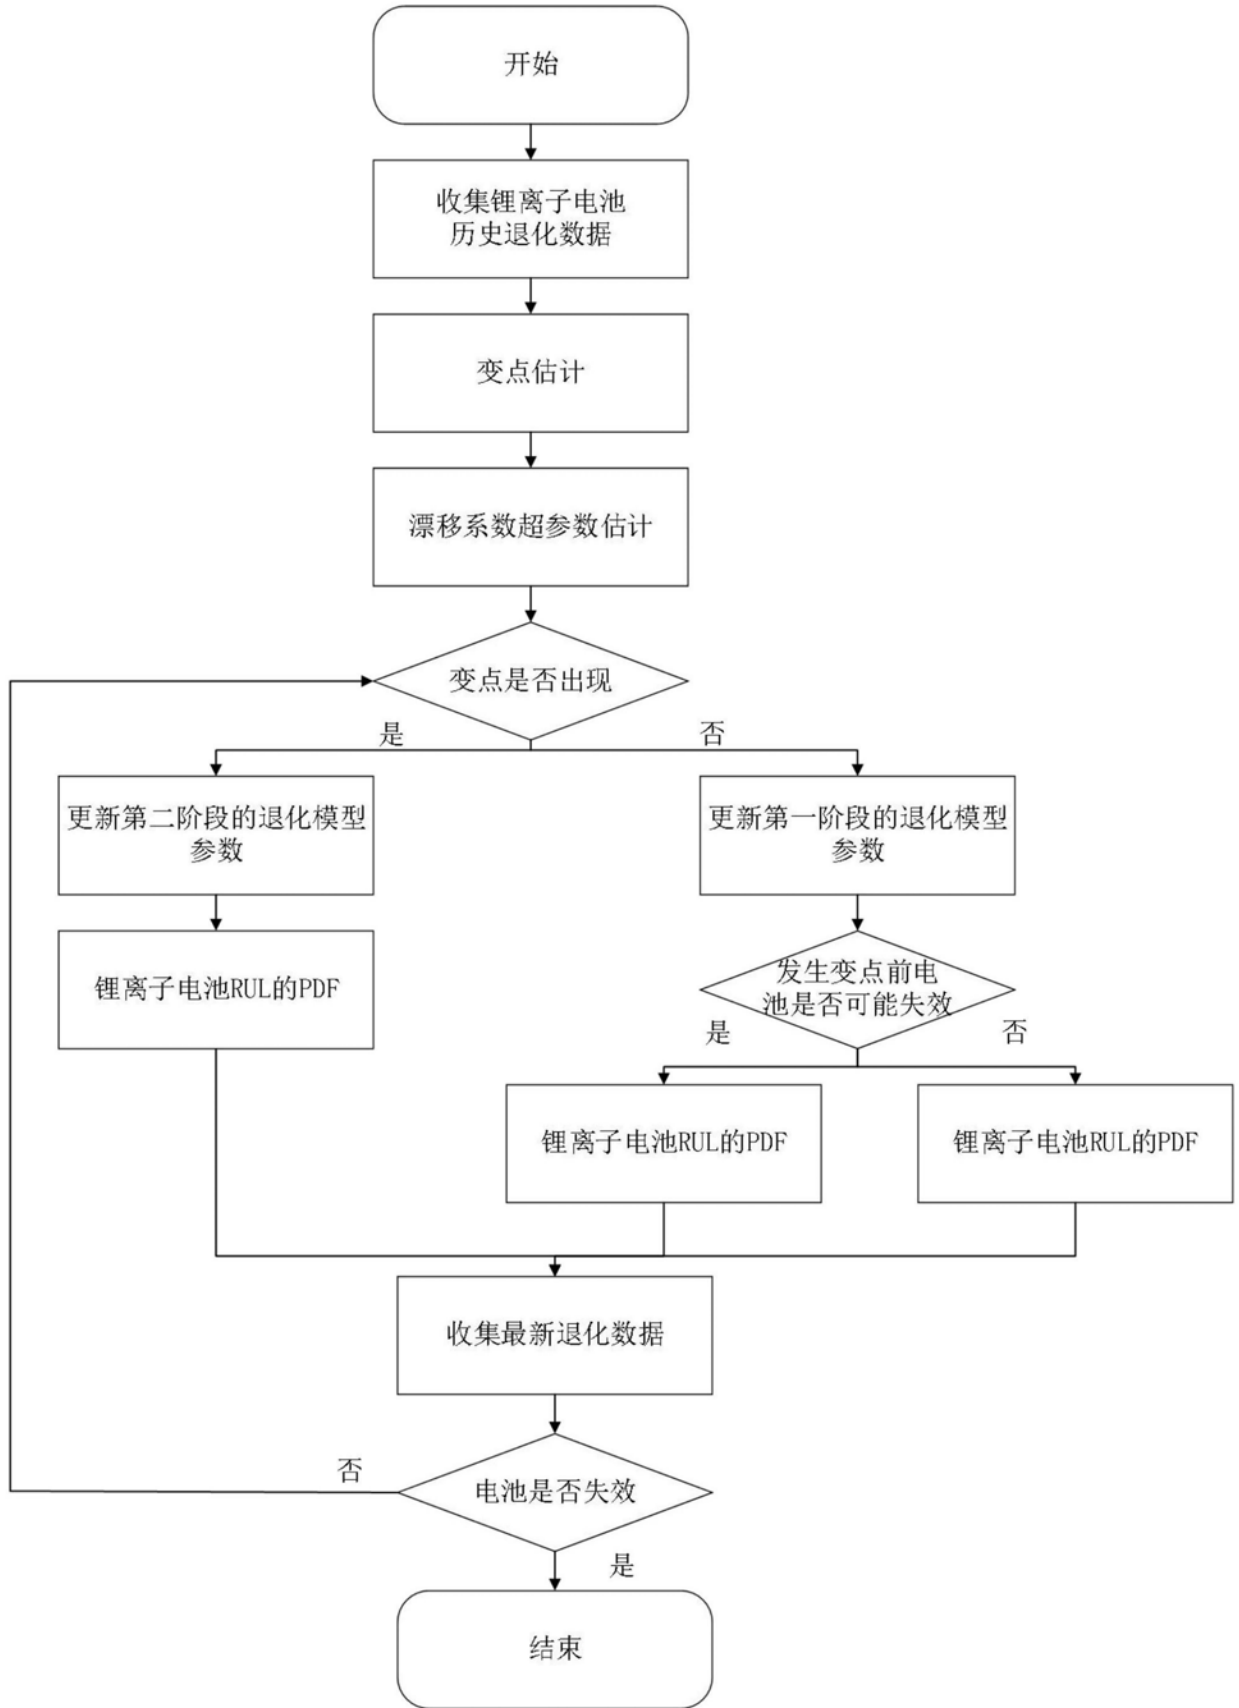 开始
收集锂离子电池
历史退化数据
变点估计
漂移系数超参数估计
变点是否出现
是
否
更新第二阶段的退化模型
参数
更新第一阶段的退化模型
参数
锂离子电池RUL的PDF
发生变点前电
池是否可能失效
是
否
锂离子电池RUL的PDF
锂离子电池RUL的PDF
收集最新退化数据
否
电池是否失效
是
结束